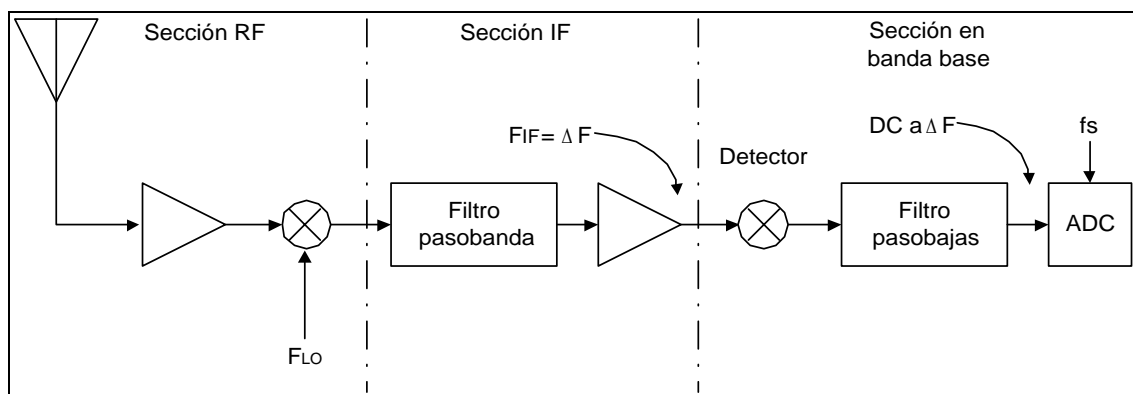 Sección RF
Sección IF
Sección en
banda base
FIF= Δ F
DC a Δ F
fs
Detector
Filtro
pasobanda
Filtro
pasobajas
ADC
FLO